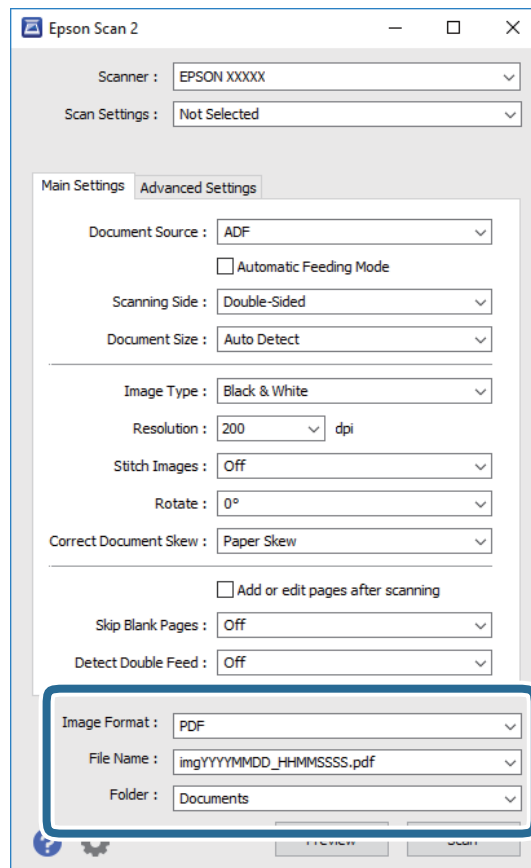 Epson Scan 2
Scanner : EPSON XXXXX
Scan Settings : Not Selected
Main Settings Advanced Settings
Document Source : ADF
Automatic Feeding Mode
Scanning Side : Double-Sided
Document Size : Auto Detect
Image Type : Black & White
Resolution : 200 dpi
Stitch Images : Off
Rotate : 0°
Correct Document Skew : Paper Skew
Add or edit pages after scanning
Skip Blank Pages : Off
Detect Double Feed : Off
Image Format : PDF
File Name : imgYYYYMMDD_HHMMSSSS.pdf
Folder : Documents
? Preview Scan